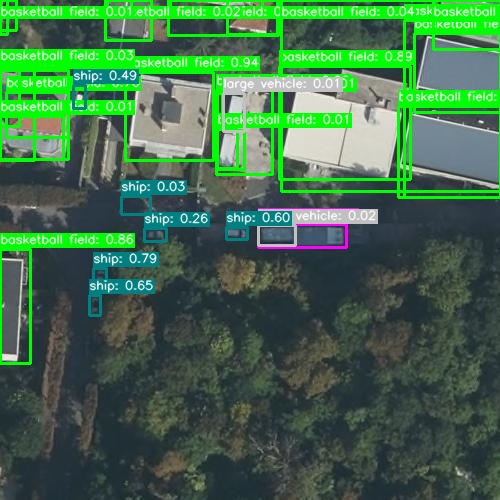 basketball field: 0.01
etball field: 0.02
basketball field: 0.04
basketball
basketball field: 0.03
basketball field: 0.94
basketball field: 0.89
ship: 0.49
large vehicle: 0.01
basketball field: 0.01
basketball field: 0.01
ship: 0.03
ship: 0.26
ship: 0.60
vehicle: 0.02
basketball field: 0.86
ship: 0.79
ship: 0.65